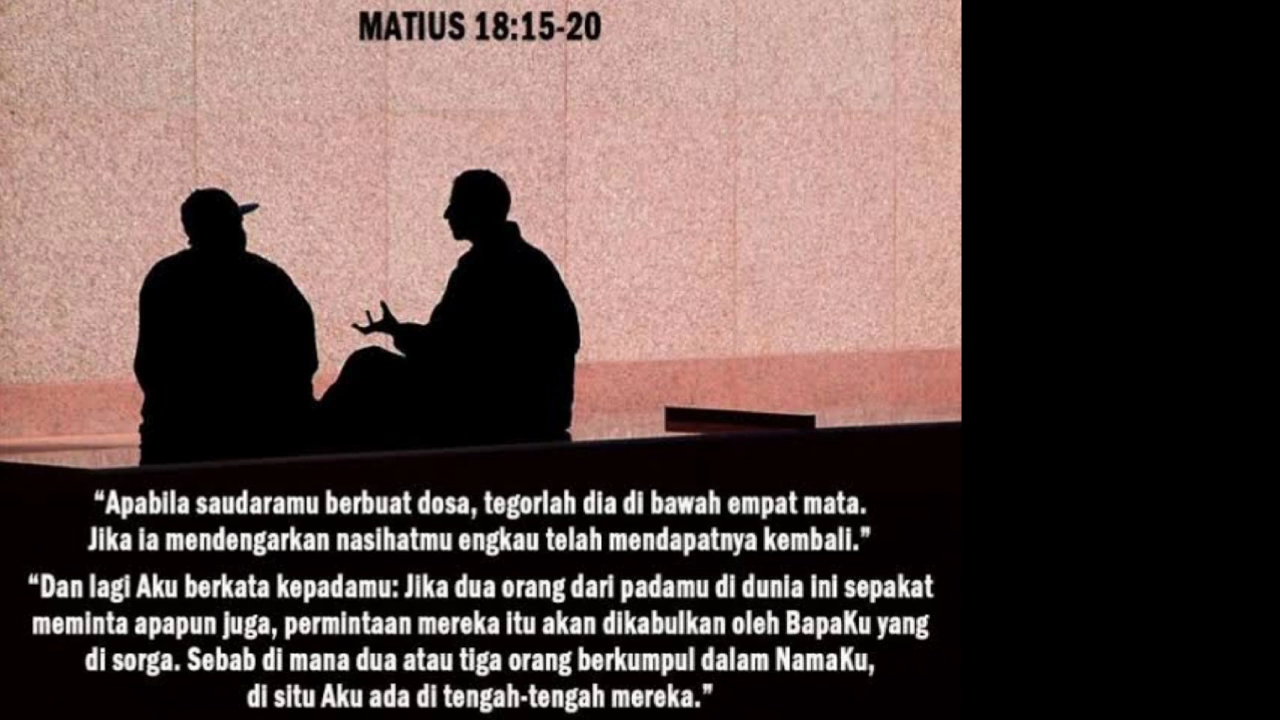 MATIUS 18:15-20
“Apabila saudaramu berbuat dosa, tegorlah dia di bawah empat mata.
Jika ia mendengarkan nasihatmu engkau telah mendapatnya kembali.”
“Dan lagi Aku berkata kepadamu: Jika dua orang dari padamu di dunia ini sepakat
meminta apapun juga, permintaan mereka itu akan dikabulkan oleh BapaKu yang
di sorga. Sebab di mana dua atau tiga orang berkumpul dalam NamaKu,
di situ Aku ada di tengah-tengah mereka.”